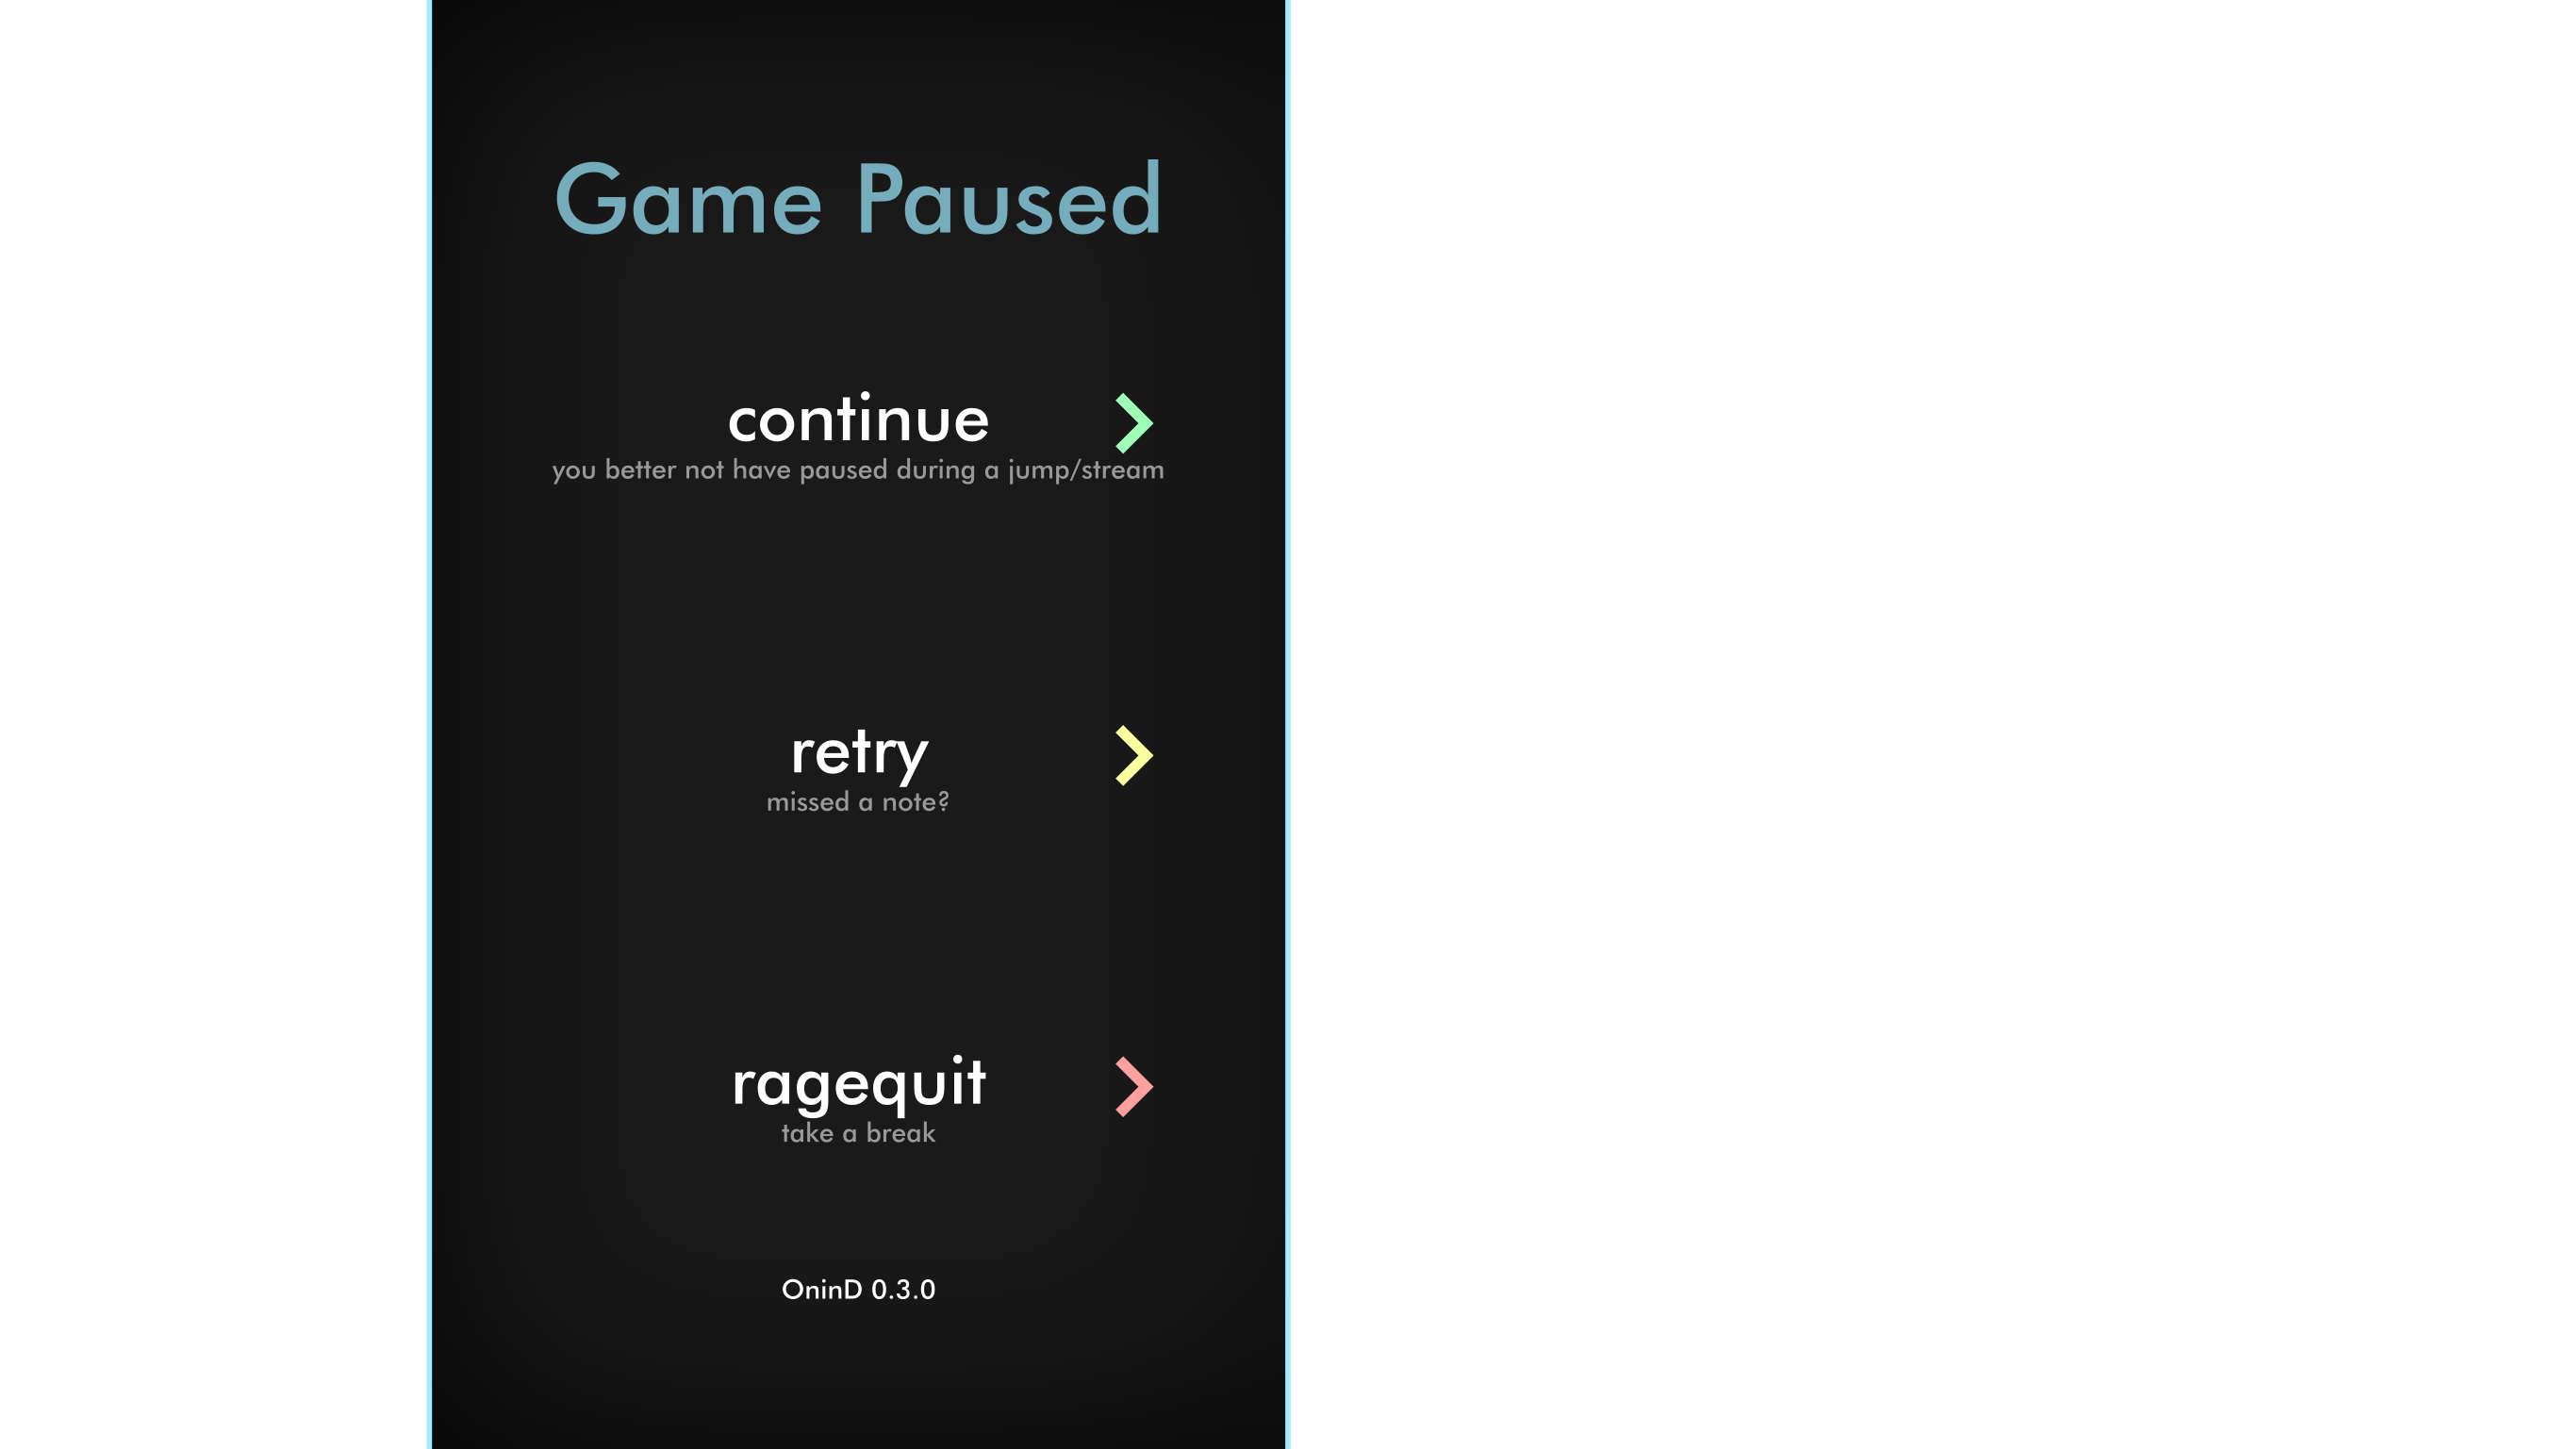 Game Paused
continue
you better not have paused during a jump/stream
retry
missed a note?
ragequit
take a break
OninD 0.3.0